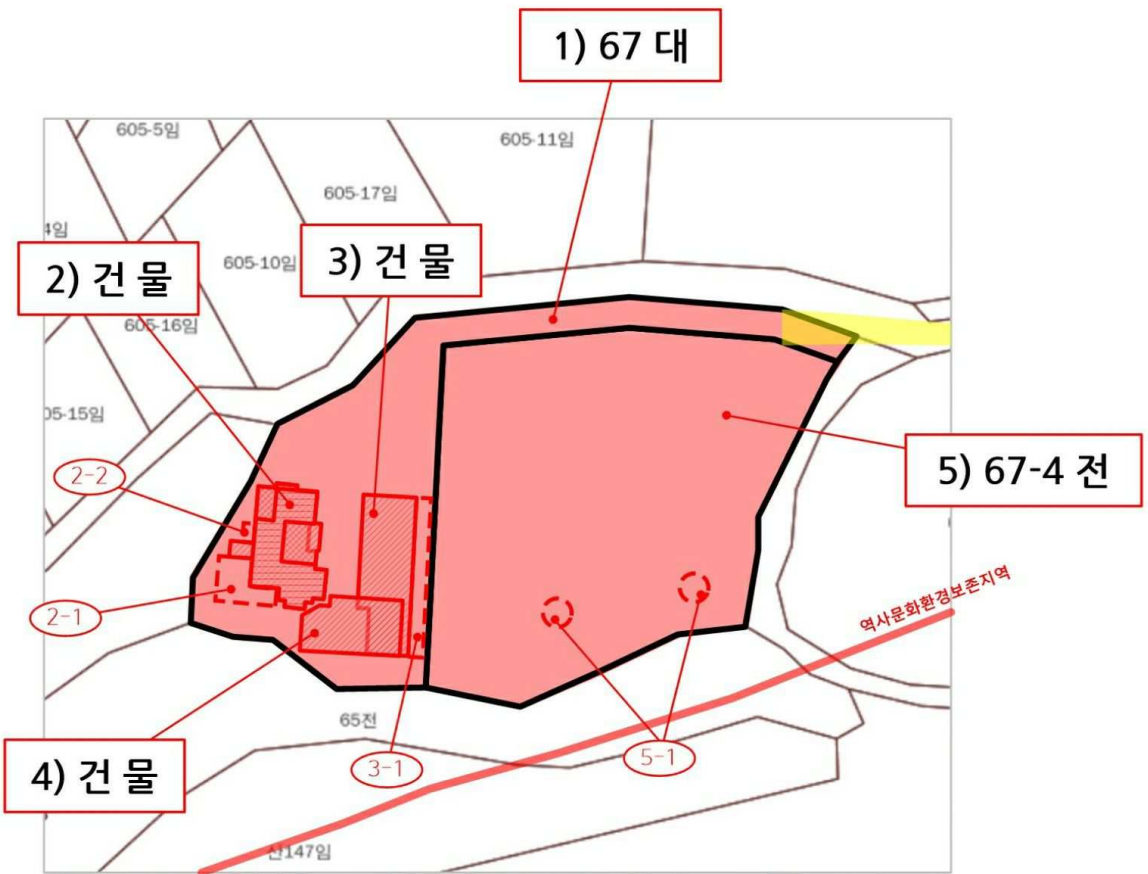 1) 67 대
605-5임
605-11임
605-17임
4임
2) 건 물
605-10임
3) 건 물
605-16임
05-15임
2-2
5) 67-4 전
2-1
역사문화환경보존지역
65전
4) 건 물
3-1
5-1
산147임